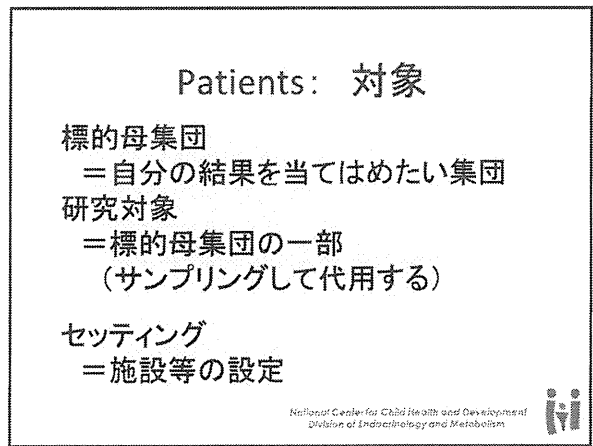 Patients： 対象
標的母集団
＝自分の結果を当てはめたい集団
研究対象
＝標的母集団の一部
（サンプリングして代用する）
セッティング
＝施設等の設定
National Center for Child Health and Development
Division of Endocrinology and Metabolism